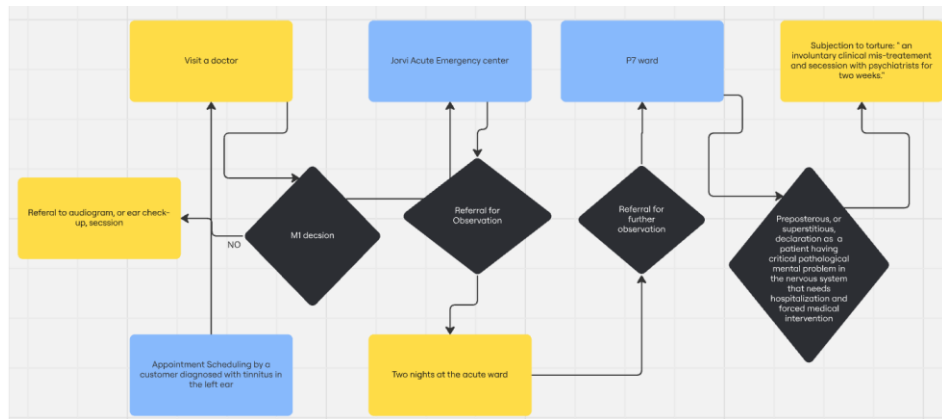 Visit a doctor
Jorvi Acute Emergency center
P7 ward
Subjection to torture: " an
involuntary clinical mis-treatement
and secession with psychiatrists for
two weeks."
Referal to audiogram, or ear check-
up, secssion
NO
M1 decsion
Referral for
Observation
Referral for
further
observation
Preposterous, or
superstitious,
declaration as a
patient having
critical pathological
mental problem in
the nervous system
that needs
hospitalization and
forced medical
intervention
Appointment Scheduling by a
customer diagnosed with tinnitus in
the left ear
Two nights at the acute ward